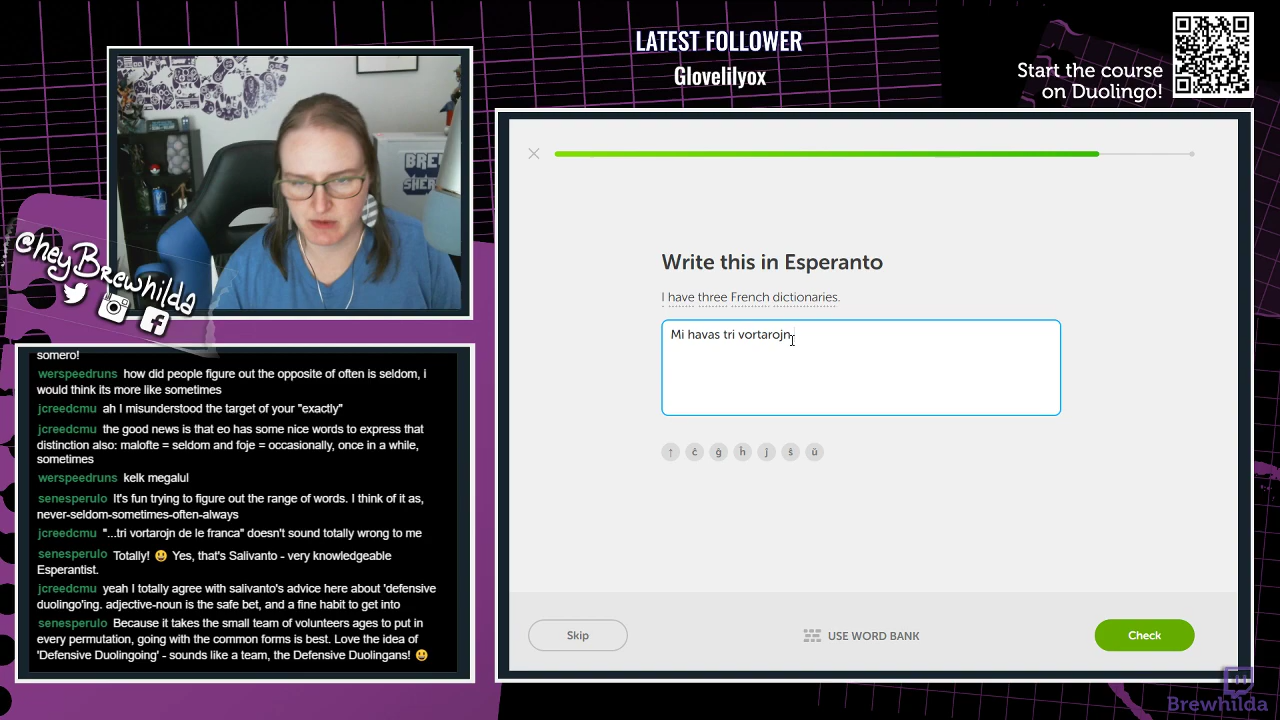 LATEST FOLLOWER
Glovelilyox
Start the course
on Duolingo!
BREW
SHER
@heyBrewhilda
Write this in Esperanto
I have three French dictionaries.
Mi havas tri vortarojn
↑ ĉ ĝ ĥ ĵ ŝ ŭ
Skip
USE WORD BANK
Check
somero!
werspeedruns how did people figure out the opposite of often is seldom, i
would think its more like sometimes
jcreedcmu ah I misunderstood the target of your "exactly"
jcreedcmu the good news is that eo has some nice words to express that
distinction also: malofte = seldom and foje = occasionally, once in a while,
sometimes
werspeedruns kelk megalul
senesperulo It's fun trying to figure out the range of words. I think of it as,
never-seldom-sometimes-often-always
jcreedcmu "...tri vortarojn de le franca" doesn't sound totally wrong to me
senesperulo Totally! 😃 Yes, that's Salivanto - very knowledgeable
Esperantist.
jcreedcmu yeah I totally agree with salivanto's advice here about 'defensive
duolingo'ing. adjective-noun is the safe bet, and a fine habit to get into
senesperulo Because it takes the small team of volunteers ages to put in
every permutation, going with the common forms is best. Love the idea of
'Defensive Duolingoing' - sounds like a team, the Defensive Duolingans! 😃
Brewhilda